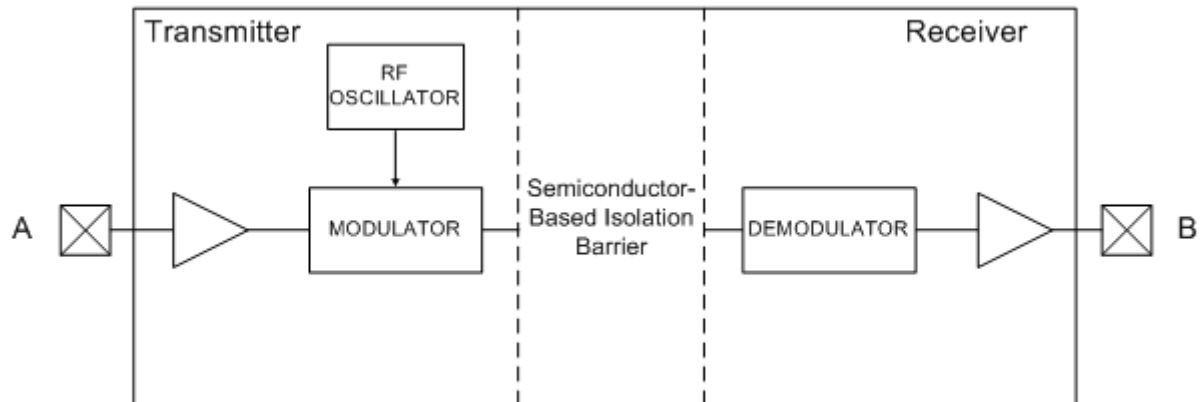 Transmitter
Receiver
RF
OSCILLATOR
A
MODULATOR
Semiconductor-
Based Isolation
Barrier
DEMODULATOR
B